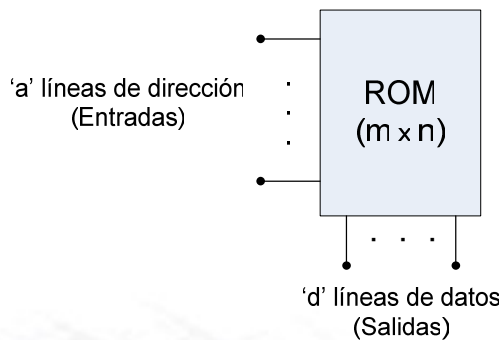 ‘a’ líneas de dirección
(Entradas)
ROM
(m x n)
‘d’ líneas de datos
(Salidas)